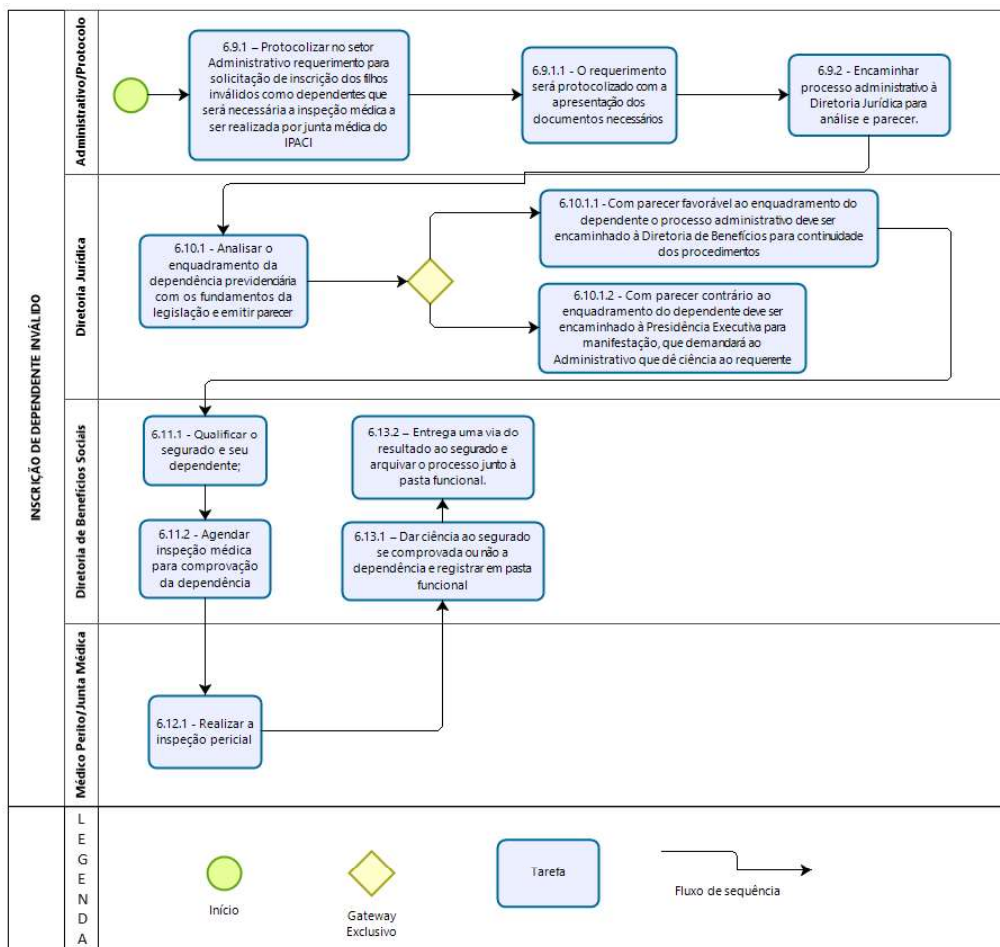 INSCRIÇÃO DE DEPENDENTE INVÁLIDO
Administrativo/Protocolo
6.9.1 – Protocolizar no setor
Administrativo requerimento para
solicitação de inscrição dos filhos
inválidos como dependentes que
será necessária a inspeção médica a
ser realizada por junta médica do
IPACI
6.9.1.1 - O requerimento
será protocolizado com a
apresentação dos
documentos necessários
6.9.2 - Encaminhar
processo administrativo à
Diretoria Jurídica para
análise e parecer.
Diretoria Jurídica
6.10.1 - Analisar o
enquadramento da
dependência previdenciária
com os fundamentos da
legislação e emitir parecer
6.10.1.1 - Com parecer favorável ao enquadramento do
dependente o processo administrativo deve ser
encaminhado à Diretoria de Benefícios para continuidade
dos procedimentos
6.10.1.2 - Com parecer contrário ao
enquadramento do dependente deve ser
encaminhado à Presidência Executiva para
manifestação, que demandará ao
Administrativo que dê ciência ao requerente
Diretoria de Benefícios Sociais
6.11.1 - Qualificar o
segurado e seu
dependente;
6.11.2 - Agendar
inspeção médica
para comprovação
da dependência
6.13.2 – Entrega uma via do
resultado ao segurado e
arquivar o processo junto à
pasta funcional.
6.13.1 – Dar ciência ao segurado
se comprovada ou não a
dependência e registrar em pasta
funcional
Médico Perito/Junta Médica
6.12.1 - Realizar a
inspeção pericial
LEGENDA
Início
Gateway
Exclusivo
Tarefa
Fluxo de sequência